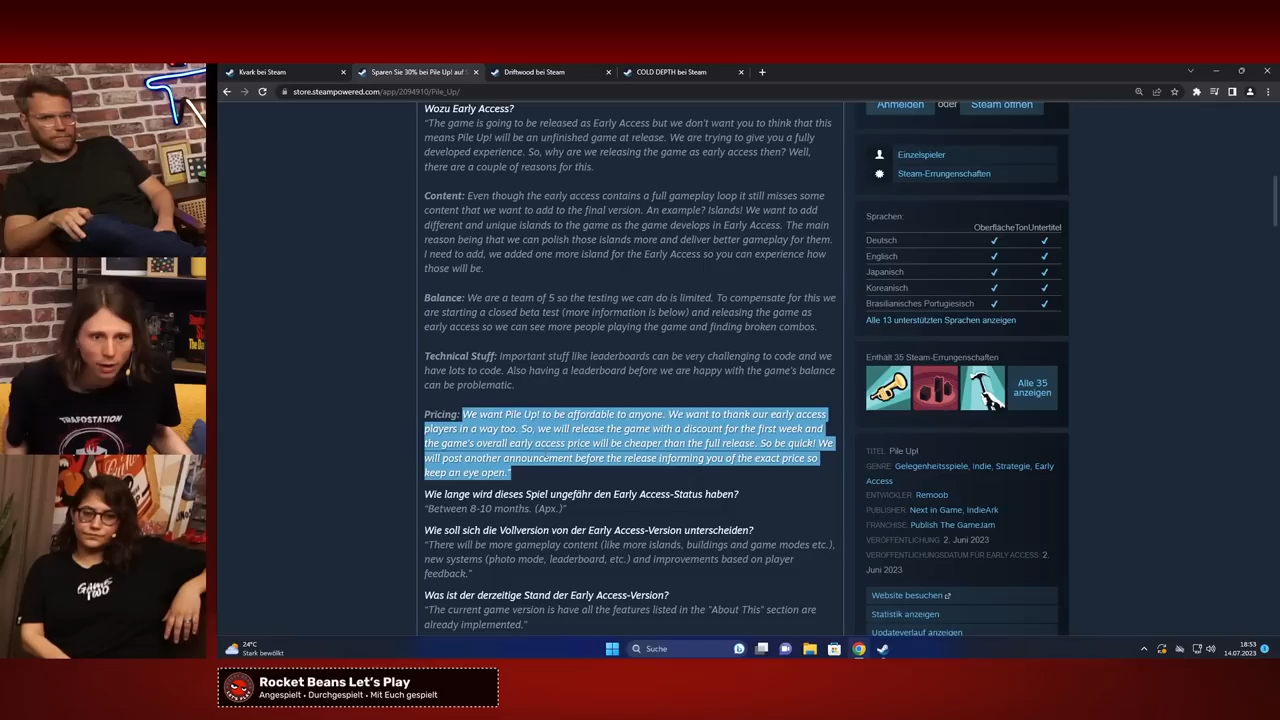 Kvark bei Steam
Sparen Sie 30% bei Pile Up! auf S
Driftwood bei Steam
COLD DEPTH bei Steam
store.steampowered.com/app/2094910/Pile_Up/
Wozu Early Access?
“The game is going to be released as Early Access but we don't want you to think that this
means Pile Up! will be an unfinished game at release. We are trying to give you a fully
developed experience. So, why are we releasing the game as early access then? Well,
there are a couple of reasons for this.
Content: Even though the early access contains a full gameplay loop it still misses some
content that we want to add to the final version. An example? Islands! We want to add
different and unique islands to the game as the game develops in Early Access. The main
reason being that we can polish those islands more and deliver better gameplay for them.
I need to add, we added one more island for the Early Access so you can experience how
those will be.
Balance: We are a team of 5 so the testing we can do is limited. To compensate for this we
are starting a closed beta test (more information is below) and releasing the game as
early access so we can see more people playing the game and finding broken combos.
Technical Stuff: Important stuff like leaderboards can be very challenging to code and we
have lots to code. Also having a leaderboard before we are happy with the game's balance
can be problematic.
Pricing: We want Pile Up! to be affordable to anyone. We want to thank our early access
players in a way too. So, we will release the game with a discount for the first week and
the game's overall early access price will be cheaper than the full release. So be quick! We
will post another announcement before the release informing you of the exact price so
keep an eye open.”
Wie lange wird dieses Spiel ungefähr den Early Access-Status haben?
“Between 8-10 months. (Apx.)”
Wie soll sich die Vollversion von der Early Access-Version unterscheiden?
“There will be more gameplay content (like more islands, buildings and game modes etc.),
new systems (photo mode, leaderboard, etc.) and improvements based on player
feedback.”
Was ist der derzeitige Stand der Early Access-Version?
“The current game version is have all the features listed in the "About This" section are
already implemented.”
Anmelden oder Steam öffnen
Einzelspieler
Steam-Errungenschaften
Sprachen:
Oberfläche Ton Untertitel
Deutsch ✔ ✔
Englisch ✔ ✔
Japanisch ✔ ✔
Koreanisch ✔ ✔
Brasilianisches Portugiesisch ✔ ✔
Alle 13 unterstützten Sprachen anzeigen
Enthält 35 Steam-Errungenschaften
Alle 35
anzeigen
TITEL: Pile Up!
GENRE: Gelegenheitsspiele, Indie, Strategie, Early
Access
ENTWICKLER: Remoob
PUBLISHER: Next in Game, IndieArk
FRANCHISE: Publish The GameJam
VERÖFFENTLICHUNG: 2. Juni 2023
VERÖFFENTLICHUNGSDATUM FÜR EARLY ACCESS: 2.
Juni 2023
Website besuchen
Statistik anzeigen
Updateverlauf anzeigen
TRAFOSTATION
GAME
TWO
24°C
Stark bewölkt
Suche
18:53
14.07.2023
LET'S PLAY
Rocket Beans Let's Play
Angespielt • Durchgespielt • Mit Euch gespielt